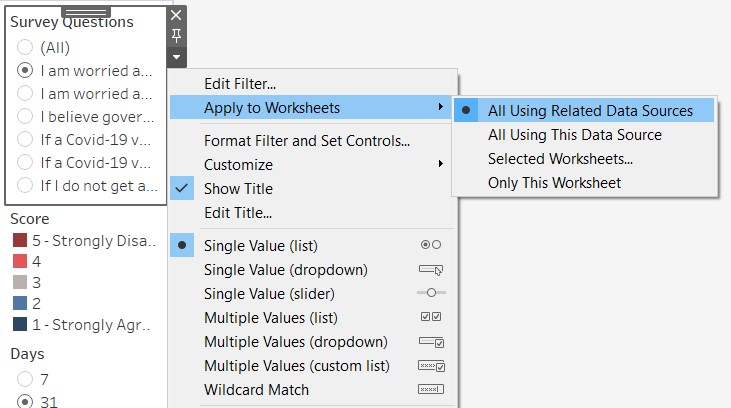 Survey Questions
(All)
I am worried a...
I am worried a...
I believe gover...
If a Covid-19 v...
If a Covid-19 v...
If I do not get a...
Score
5 - Strongly Disa..
4
3
2
1 - Strongly Agr..
Days
7
31
Edit Filter...
Apply to Worksheets
Format Filter and Set Controls...
Customize
Show Title
Edit Title...
Single Value (list)
Single Value (dropdown)
Single Value (slider)
Multiple Values (list)
Multiple Values (dropdown)
Multiple Values (custom list)
Wildcard Match
All Using Related Data Sources
All Using This Data Source
Selected Worksheets...
Only This Worksheet